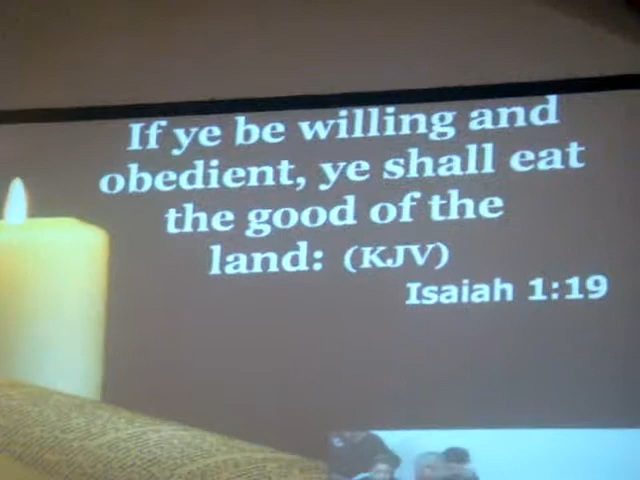 If ye be willing and
obedient, ye shall eat
the good of the
land: (KJV)
Isaiah 1:19